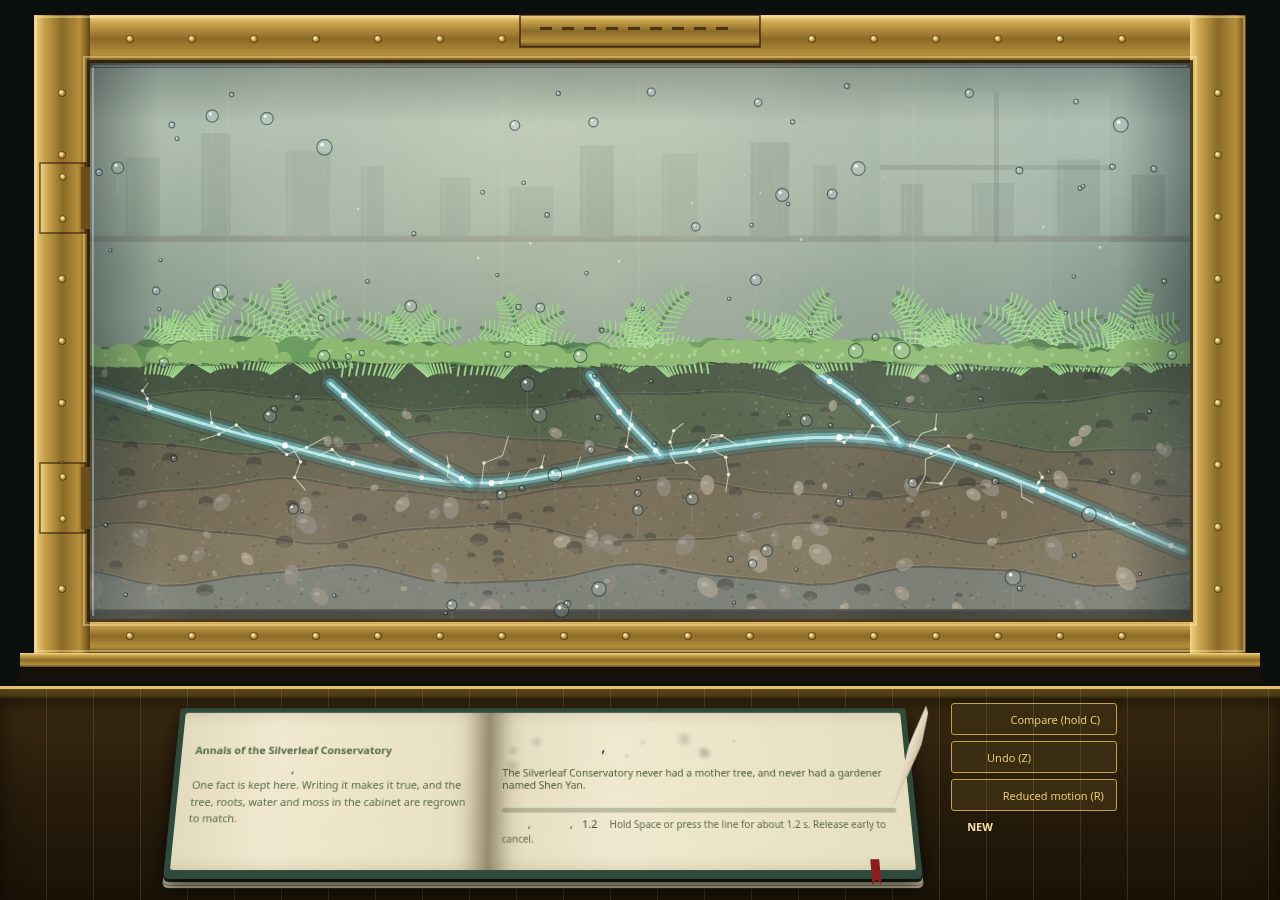 Annals of the Silverleaf Conservatory
,
One fact is kept here. Writing it makes it true, and the
tree, roots, water and moss in the cabinet are regrown
to match.
,
The Silverleaf Conservatory never had a mother tree, and never had a gardener
named Shen Yan.
, , 1.2 Hold Space or press the line for about 1.2 s. Release early to
cancel.
Compare (hold C)
Undo (Z)
Reduced motion (R)
NEW